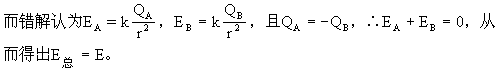 而错解认为E_A = k Q_A/r², E_B = k Q_B/r², 且Q_A = −Q_B, ∴E_A + E_B = 0, 从
而得出E_总 = E。